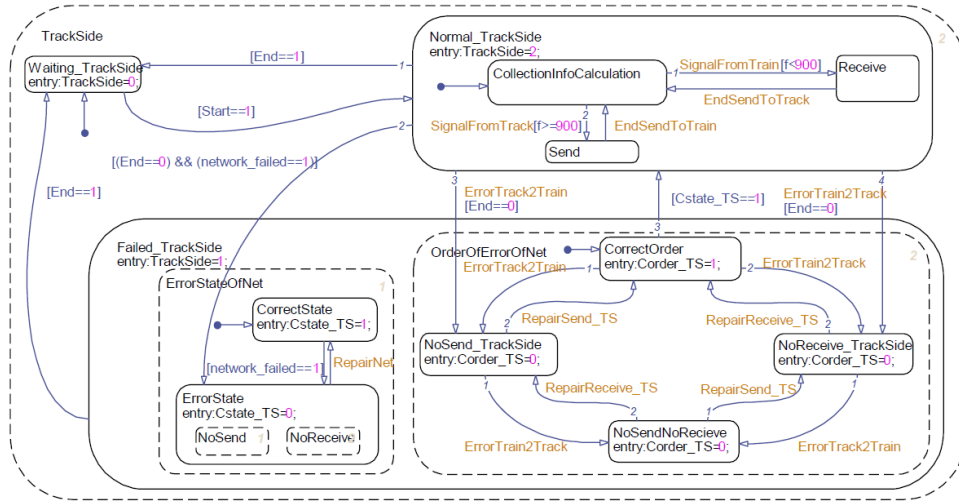 TrackSide
Normal_TrackSide
entry:TrackSide=2;
2
Waiting_TrackSide
entry:TrackSide=0;
[End==1]
1
CollectionInfoCalculation
1
SignalFromTrain[f<900]
Receive
EndSendToTrack
[Start==1]
2
SignalFromTrack[f>=900]
2
EndSendToTrain
Send
[(End==0) && (network_failed==1)]
[End==1]
3
ErrorTrack2Train
[End==0]
[Cstate_TS==1]
4
ErrorTrain2Track
[End==0]
3
Failed_TrackSide
entry:TrackSide=1;
ErrorStateOfNet
1
CorrectState
entry:Cstate_TS=1;
[network_failed==1]
RepairNet
ErrorState
entry:Cstate_TS=0;
NoSend
1
NoReceive
2
OrderOfErrorOfNet
2
CorrectOrder
entry:Corder_TS=1;
ErrorTrack2Train
1
2
ErrorTrain2Track
RepairSend_TS
RepairReceive_TS
2
2
NoSend_TrackSide
entry:Corder_TS=0;
NoReceive_TrackSide
entry:Corder_TS=0;
1
RepairReceive_TS
RepairSend_TS
1
2
1
NoSendNoRecieve
entry:Corder_TS=0;
ErrorTrain2Track
ErrorTrack2Train